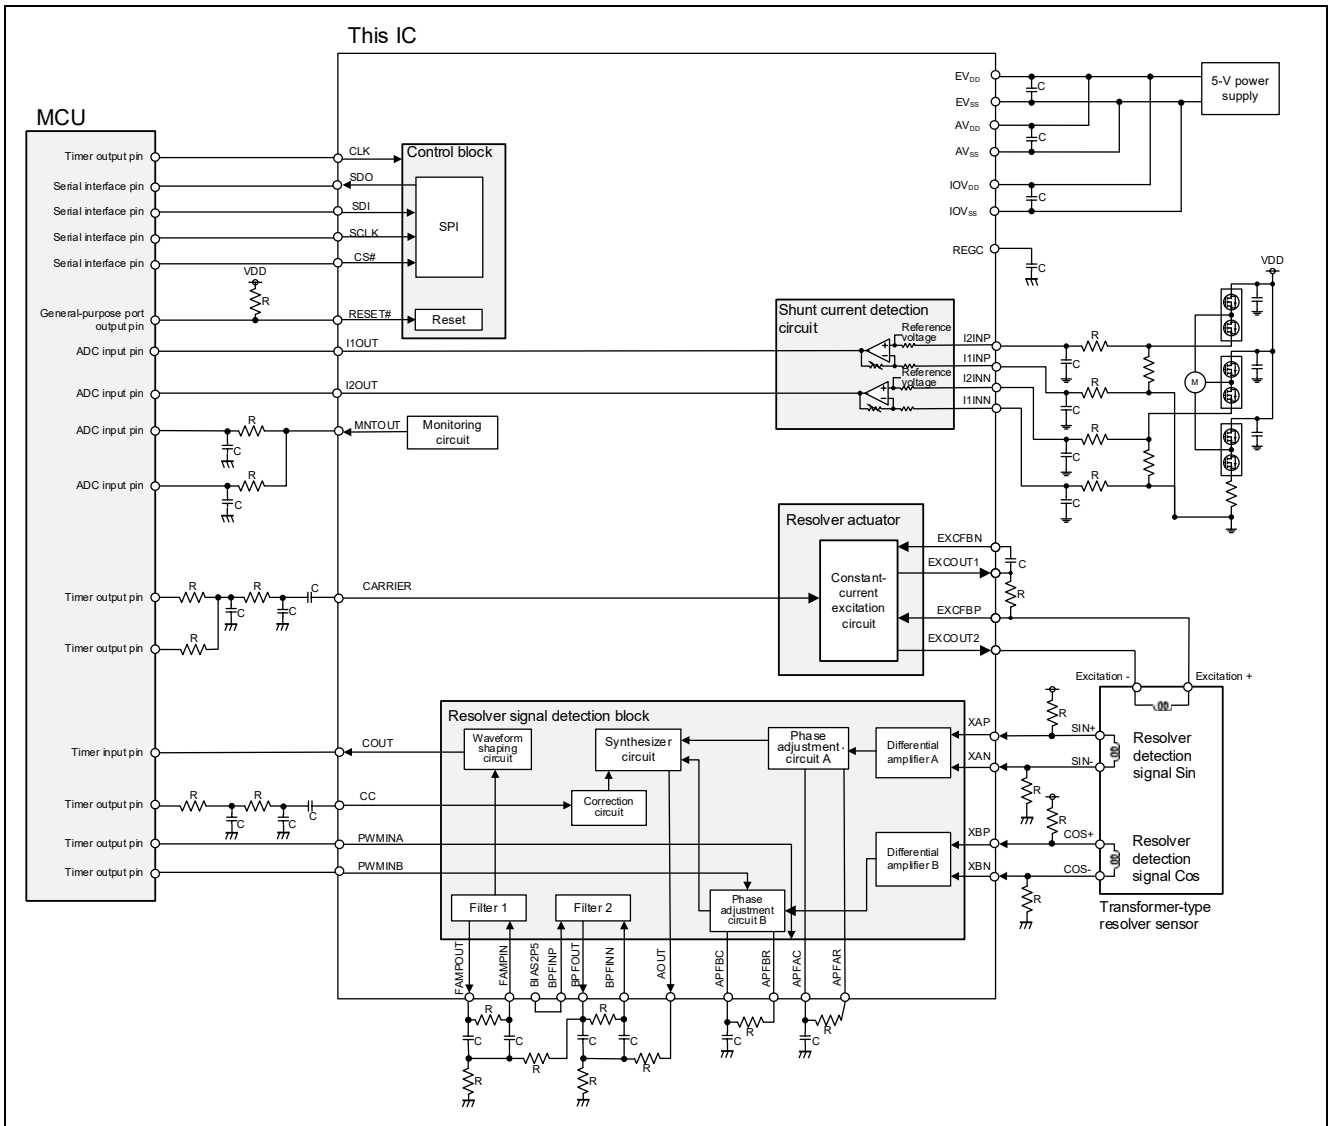 This IC
MCU
Timer output pin
Serial interface pin
Serial interface pin
Serial interface pin
Serial interface pin
General-purpose port
output pin
ADC input pin
ADC input pin
ADC input pin
ADC input pin
Timer output pin
Timer output pin
Timer input pin
Timer output pin
Timer output pin
Timer output pin
VDD
R
R
C
R
C
R
R
C
C
C
R
R
R
C
C
C
CLK
SDO
SDI
SCLK
CS#
RESET#
I1OUT
I2OUT
MNTOUT
CARRIER
COUT
CC
PWMINA
PWMINB
Control block
SPI
Reset
Monitoring
circuit
EVDD
EVSS
AVDD
AVSS
IOVDD
IOVSS
REGC
C
C
C
C
5-V power
supply
Shunt current detection
circuit
Reference
voltage
Reference
voltage
+
−
+
−
I2INP
I1INP
I2INN
I1INN
R
C
R
C
R
C
R
C
VDD
M
Resolver actuator
Constant-
current
excitation
circuit
EXCFBN
EXCOUT1
EXCFBP
EXCOUT2
C
R
Excitation -
Excitation +
Resolver signal detection block
Waveform
shaping
circuit
Synthesizer
circuit
Phase
adjustment
circuit A
Differential
amplifier A
Correction
circuit
Differential
amplifier B
Phase
adjustment
circuit B
Filter 1
Filter 2
XAP
XAN
XBP
XBN
R
SIN+
SIN-
R
R
COS+
COS-
R
Resolver
detection
signal Sin
Resolver
detection
signal Cos
Transformer-type
resolver sensor
FAMPOUT
FAMPIN
BIAS2P5
BPFINP
BPFOUT
BPFINN
AOUT
APFBC
APFBR
APFAC
APFAR
R
C
C
R
R
R
C
C
R
R
R
C
R
C